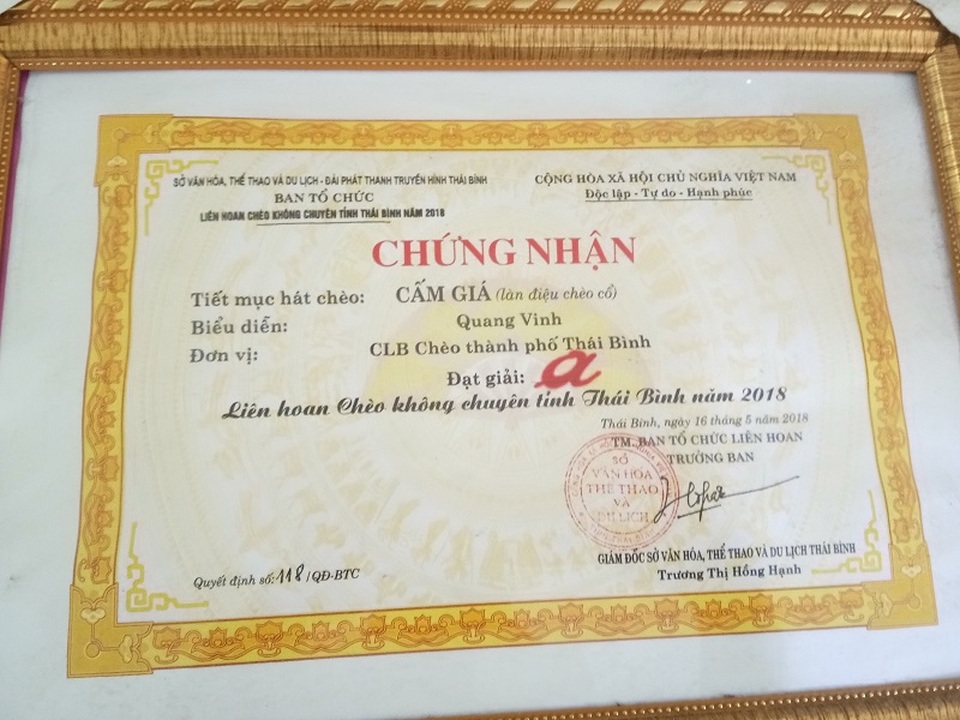 SỞ VĂN HÓA, THỂ THAO VÀ DU LỊCH - ĐÀI PHÁT THANH TRUYỀN HÌNH THÁI BÌNH
BAN TỔ CHỨC
LIÊN HOAN CHÈO KHÔNG CHUYÊN TỈNH THÁI BÌNH NĂM 2018
CỘNG HÒA XÃ HỘI CHỦ NGHĨA VIỆT NAM
Độc lập - Tự do - Hạnh phúc
CHỨNG NHẬN
Tiết mục hát chèo: CẤM GIÁ (làn điệu chèo cổ)
Biểu diễn: Quang Vinh
Đơn vị: CLB Chèo thành phố Thái Bình
Đạt giải: a
Liên hoan Chèo không chuyên tỉnh Thái Bình năm 2018
Thái Bình, ngày 16 tháng 5 năm 2018
TM. BAN TỔ CHỨC LIÊN HOAN
TRƯỞNG BAN
SỞ
VĂN HÓA
THỂ THAO
VÀ
DU LỊCH
GIÁM ĐỐC SỞ VĂN HÓA, THỂ THAO VÀ DU LỊCH THÁI BÌNH
Trương Thị Hồng Hạnh
Quyết định số: 118/QĐ-BTC